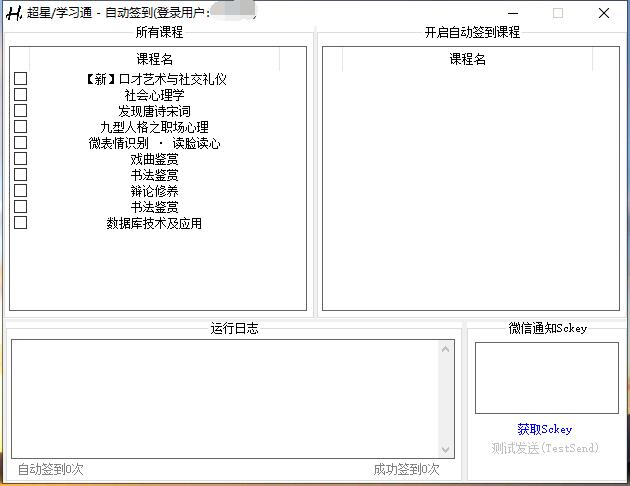 超星/学习通 - 自动签到(登录用户: )
所有课程
课程名
【新】口才艺术与社交礼仪
社会心理学
发现唐诗宋词
九型人格之职场心理
微表情识别 · 读脸读心
戏曲鉴赏
书法鉴赏
辩论修养
书法鉴赏
数据库技术及应用
开启自动签到课程
课程名
运行日志
自动签到0次
成功签到0次
微信通知Sckey
获取Sckey
测试发送(TestSend)